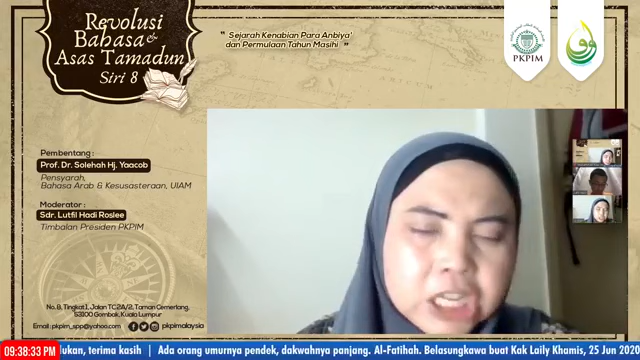 Revolusi
Bahasa &
Asas Tamadun
Siri 8
" Sejarah Kenabian Para Anbiya'
dan Permulaan Tahun Masihi "
PKPIM
Pembentang :
Prof. Dr. Solehah Hj. Yaacob
Pensyarah,
Bahasa Arab & Kesusasteraan, UIAM
Moderator :
Sdr. Lutfil Hadi Roslee
Timbalan Presiden PKPIM
No. 8, Tingkat 1, Jalan TC2A/2, Taman Cemerlang,
53100 Gombak, Kuala Lumpur
Email : pkpim_spp@yahoo.com pkpimalaysia
09:38:33 PM lukan, terima kasih | Ada orang umurnya pendek, dakwahnya panjang. Al-Fatihah. Belasungkawa buat Kak Laily Khamis, 25 Jun 2020